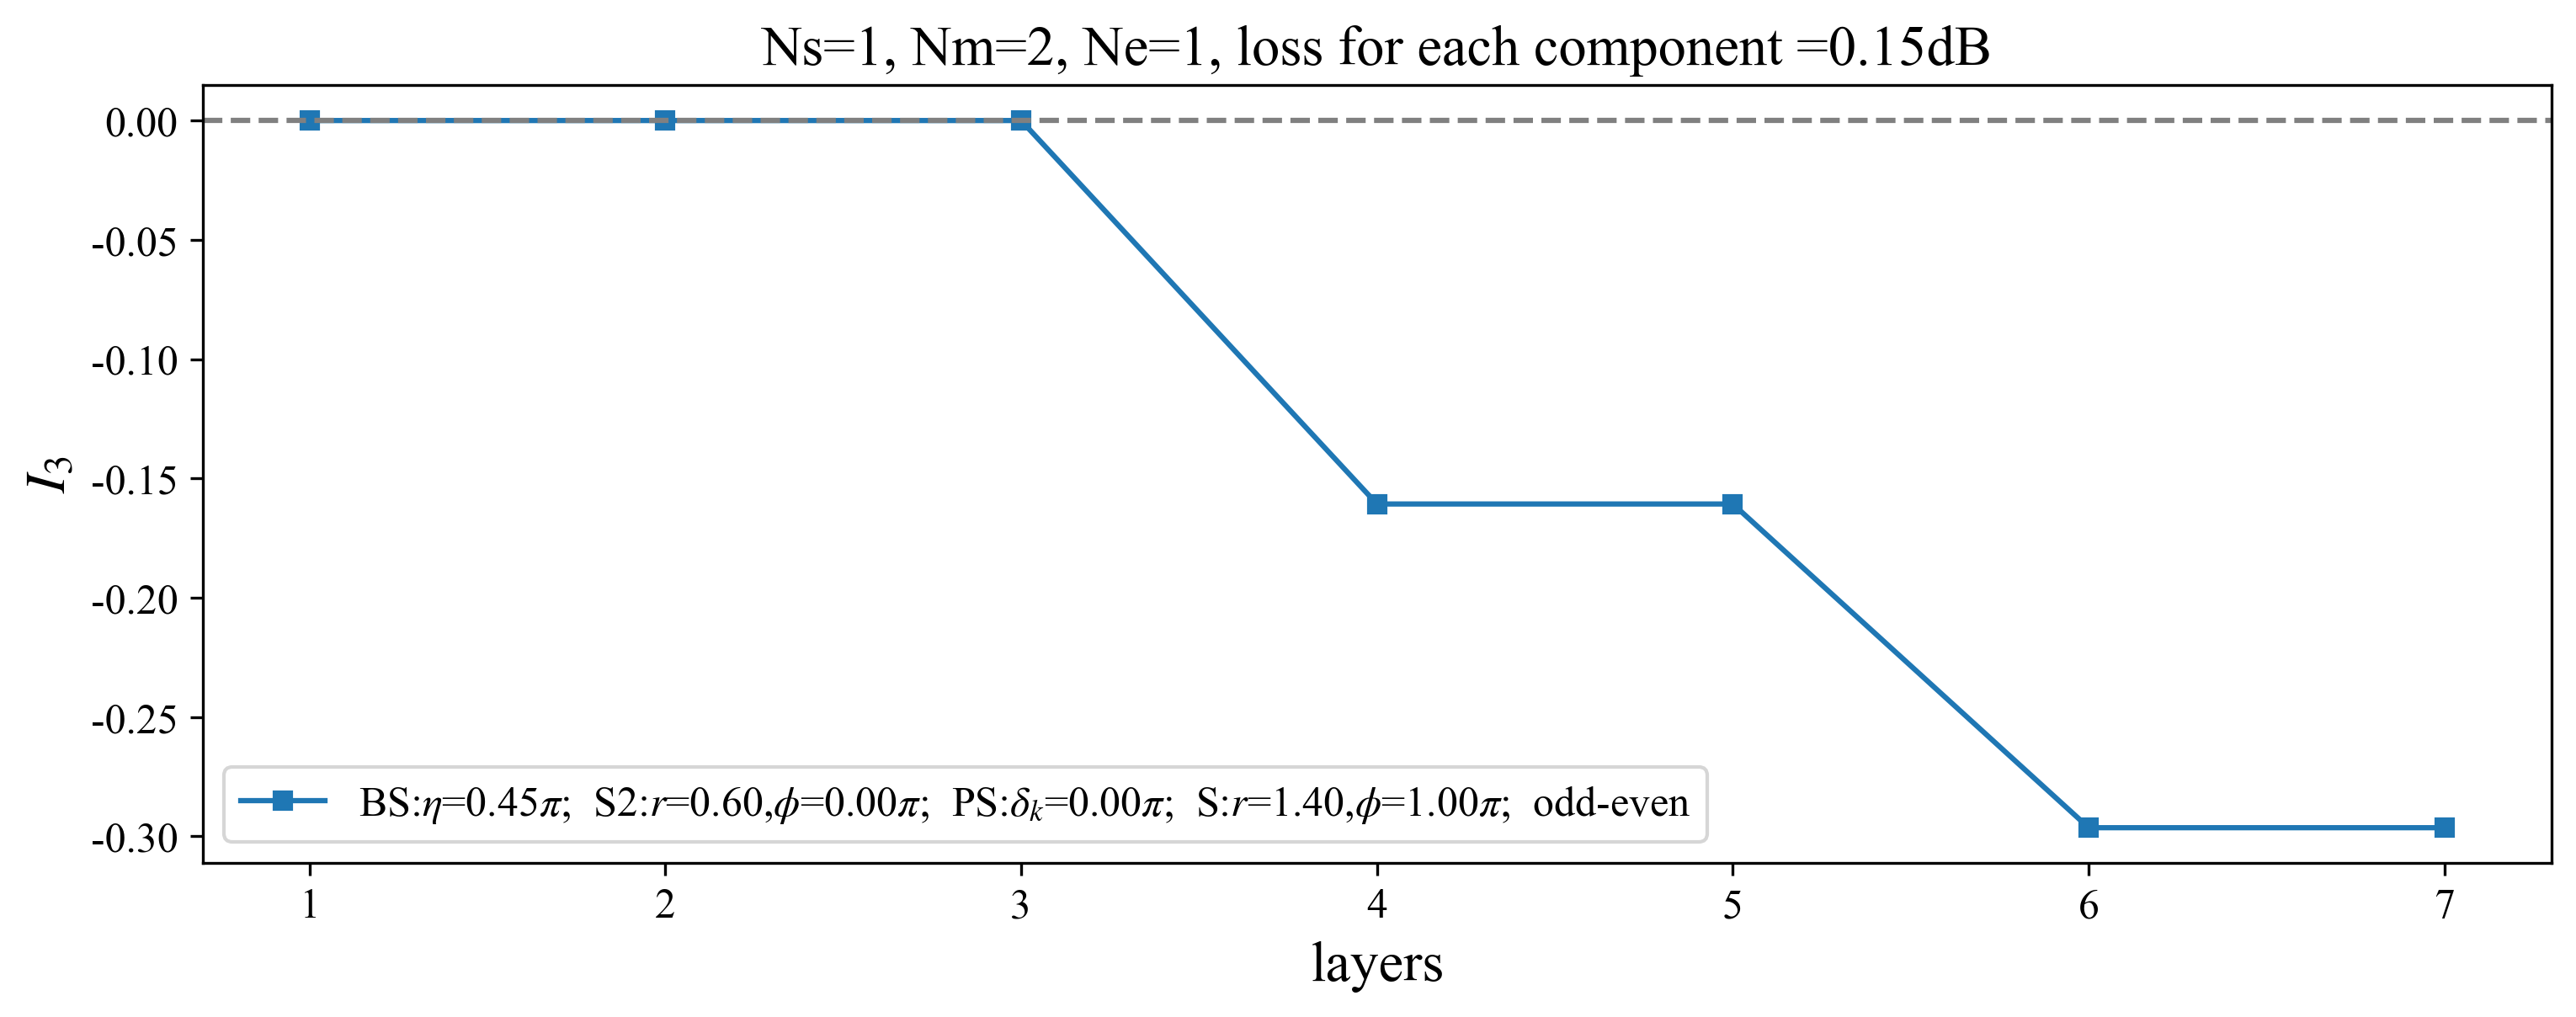 Ns=1, Nm=2, Ne=1, loss for each component =0.15dB
I₃
0.00
-0.05
-0.10
-0.15
-0.20
-0.25
-0.30
BS:η=0.45π; S2:r=0.60,ϕ=0.00π; PS:δₖ=0.00π; S:r=1.40,ϕ=1.00π; odd-even
1 2 3 4 5 6 7
layers